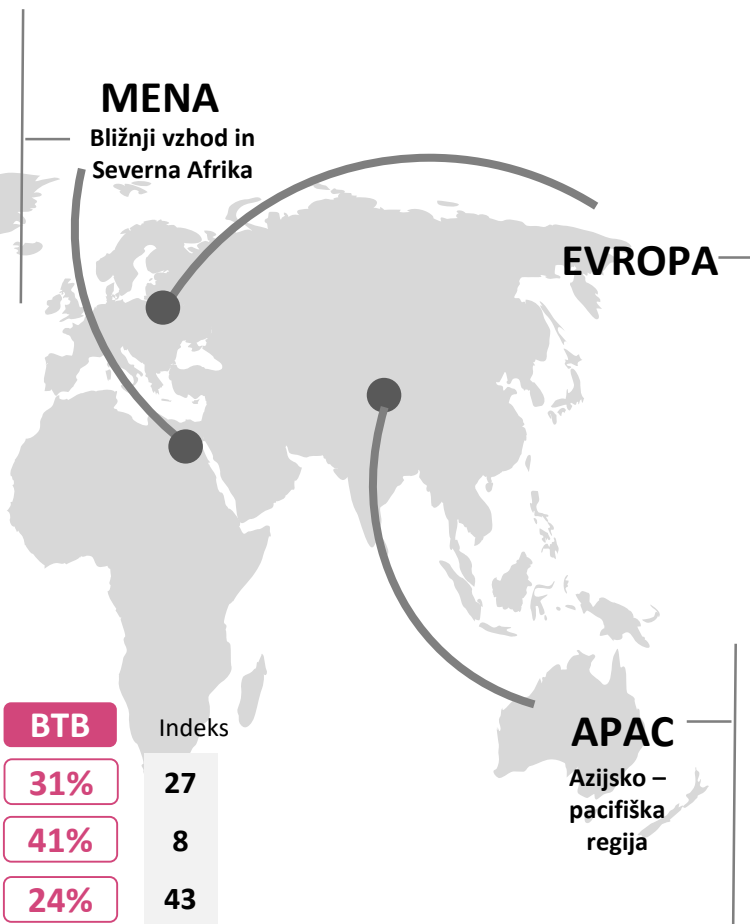 MENA
Bližnji vzhod in
Severna Afrika
EVROPA
APAC
Azijsko –
pacifiška
regija
BTB Indeks
31% 27
41% 8
24% 43